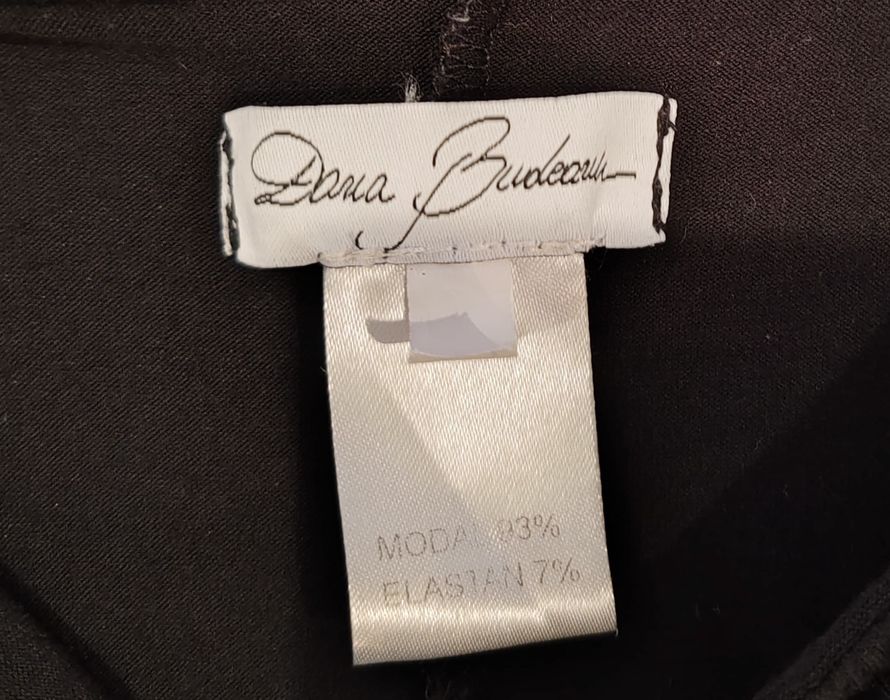 Dana Budeanu
MODAL 93%
ELASTAN 7%